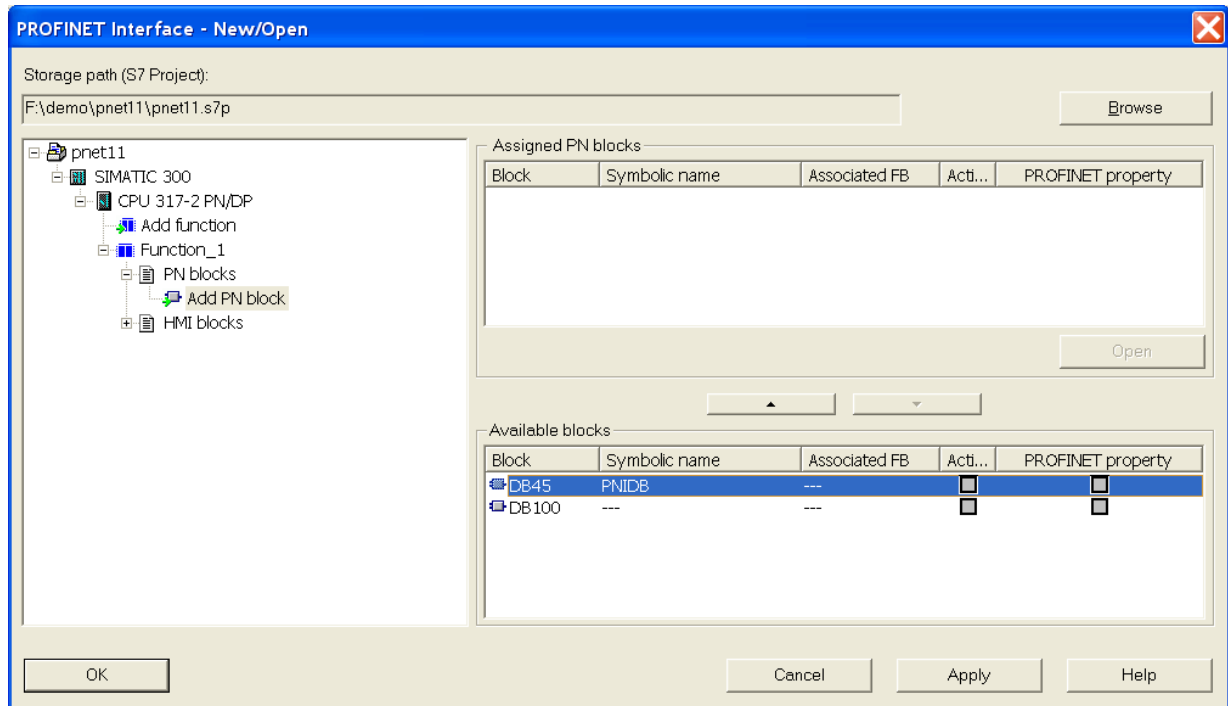 PROFINET Interface - New/Open
Storage path (S7 Project):
F:\demo\pnet11\pnet11.s7p
Browse
pnet11
SIMATIC 300
CPU 317-2 PN/DP
Add function
Function_1
PN blocks
Add PN block
HMI blocks
Assigned PN blocks
Block Symbolic name Associated FB Acti... PROFINET property
Open
Available blocks
Block Symbolic name Associated FB Acti... PROFINET property
DB45 PNIDB ---
DB100 --- ---
OK Cancel Apply Help